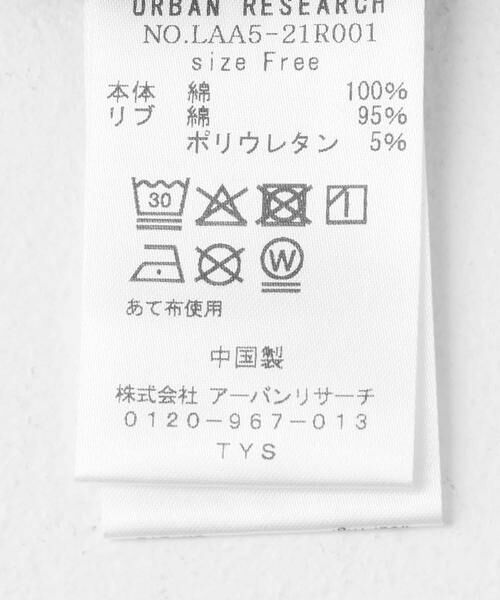 URBAN RESEARCH
NO.LAA5-21R001
size Free
本体 綿 100%
リブ 綿 95%
ポリウレタン 5%
30
W
あて布使用
中国製
株式会社 アーバンリサーチ
0120-967-013
TYS